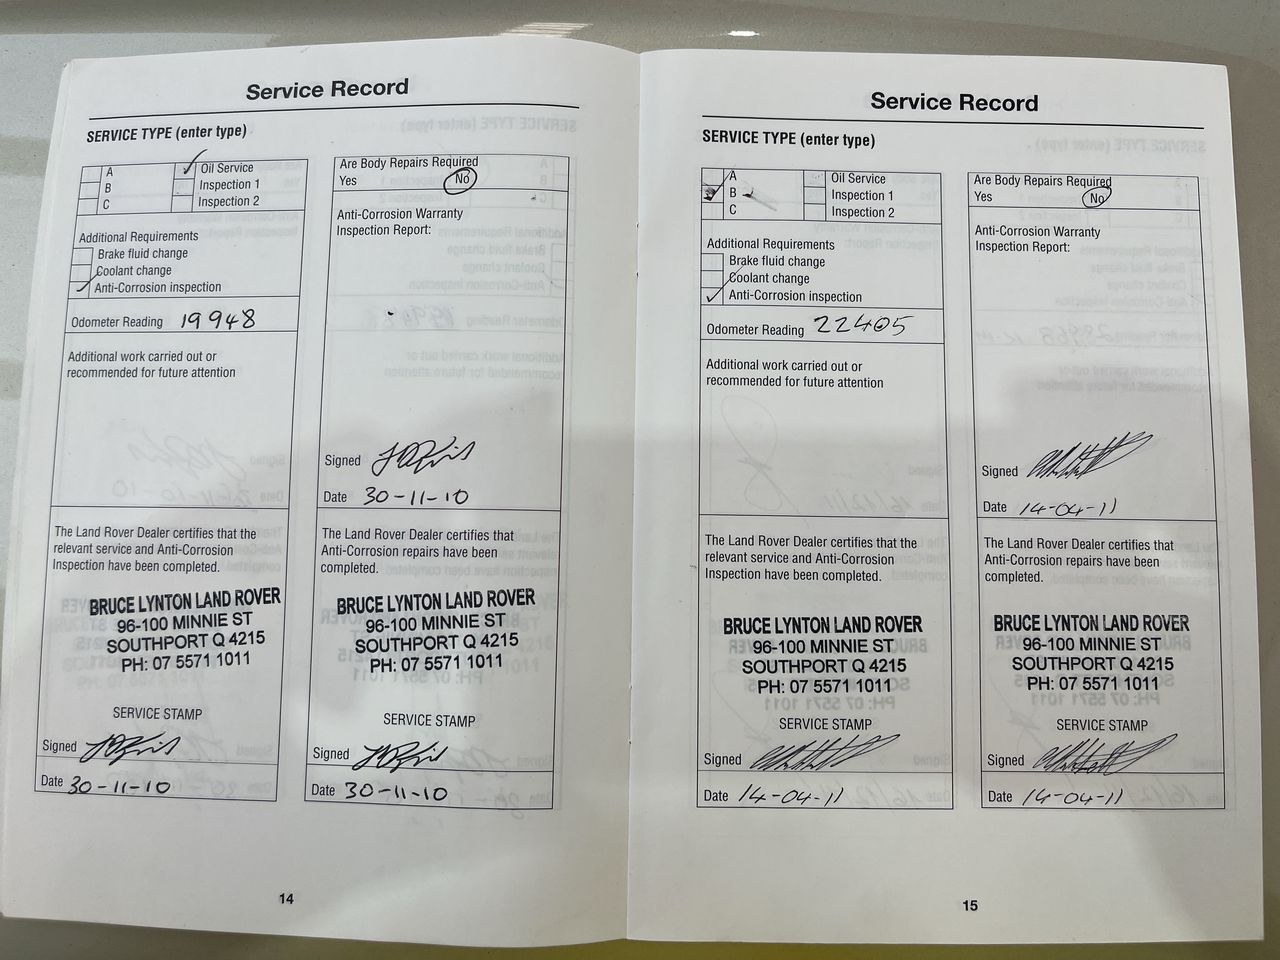 Service Record
SERVICE TYPE (enter type)
A
B
C
Oil Service
Inspection 1
Inspection 2
Additional Requirements
Brake fluid change
Coolant change
Anti-Corrosion inspection
Odometer Reading 19948
Additional work carried out or
recommended for future attention
The Land Rover Dealer certifies that the
relevant service and Anti-Corrosion
Inspection have been completed.
BRUCE LYNTON LAND ROVER
96-100 MINNIE ST
SOUTHPORT Q 4215
PH: 07 5571 1011
SERVICE STAMP
Signed
Date 30-11-10
Are Body Repairs Required
Yes No
Anti-Corrosion Warranty
Inspection Report:
Signed
Date 30-11-10
The Land Rover Dealer certifies that
Anti-Corrosion repairs have been
completed.
BRUCE LYNTON LAND ROVER
96-100 MINNIE ST
SOUTHPORT Q 4215
PH: 07 5571 1011
SERVICE STAMP
Signed
Date 30-11-10
14
Service Record
SERVICE TYPE (enter type)
A
B
C
Oil Service
Inspection 1
Inspection 2
Additional Requirements
Brake fluid change
Coolant change
Anti-Corrosion inspection
Odometer Reading 22405
Additional work carried out or
recommended for future attention
The Land Rover Dealer certifies that the
relevant service and Anti-Corrosion
Inspection have been completed.
BRUCE LYNTON LAND ROVER
96-100 MINNIE ST
SOUTHPORT Q 4215
PH: 07 5571 1011
SERVICE STAMP
Signed
Date 14-04-11
Are Body Repairs Required
Yes No
Anti-Corrosion Warranty
Inspection Report:
Signed
Date 14-04-11
The Land Rover Dealer certifies that
Anti-Corrosion repairs have been
completed.
BRUCE LYNTON LAND ROVER
96-100 MINNIE ST
SOUTHPORT Q 4215
PH: 07 5571 1011
SERVICE STAMP
Signed
Date 14-04-11
15